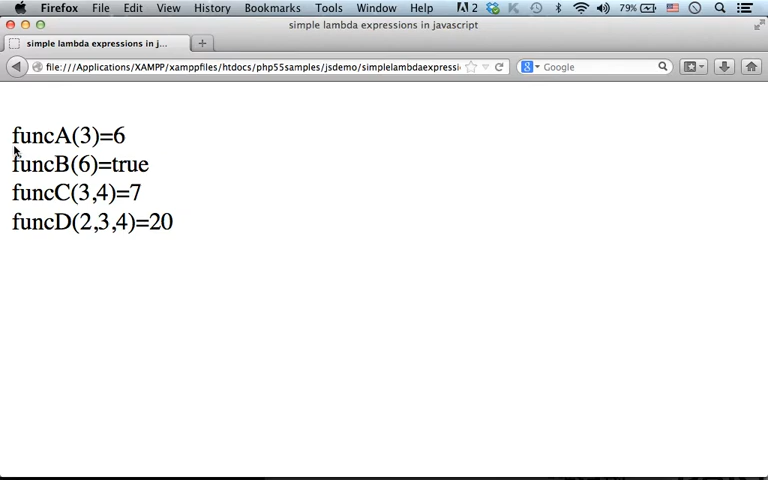 Firefox File Edit View History Bookmarks Tools Window Help 2 79%
simple lambda expressions in javascript
simple lambda expressions in j...
file:///Applications/XAMPP/xamppfiles/htdocs/php55samples/jsdemo/simplelambdaexpressi Google
funcA(3)=6
funcB(6)=true
funcC(3,4)=7
funcD(2,3,4)=20